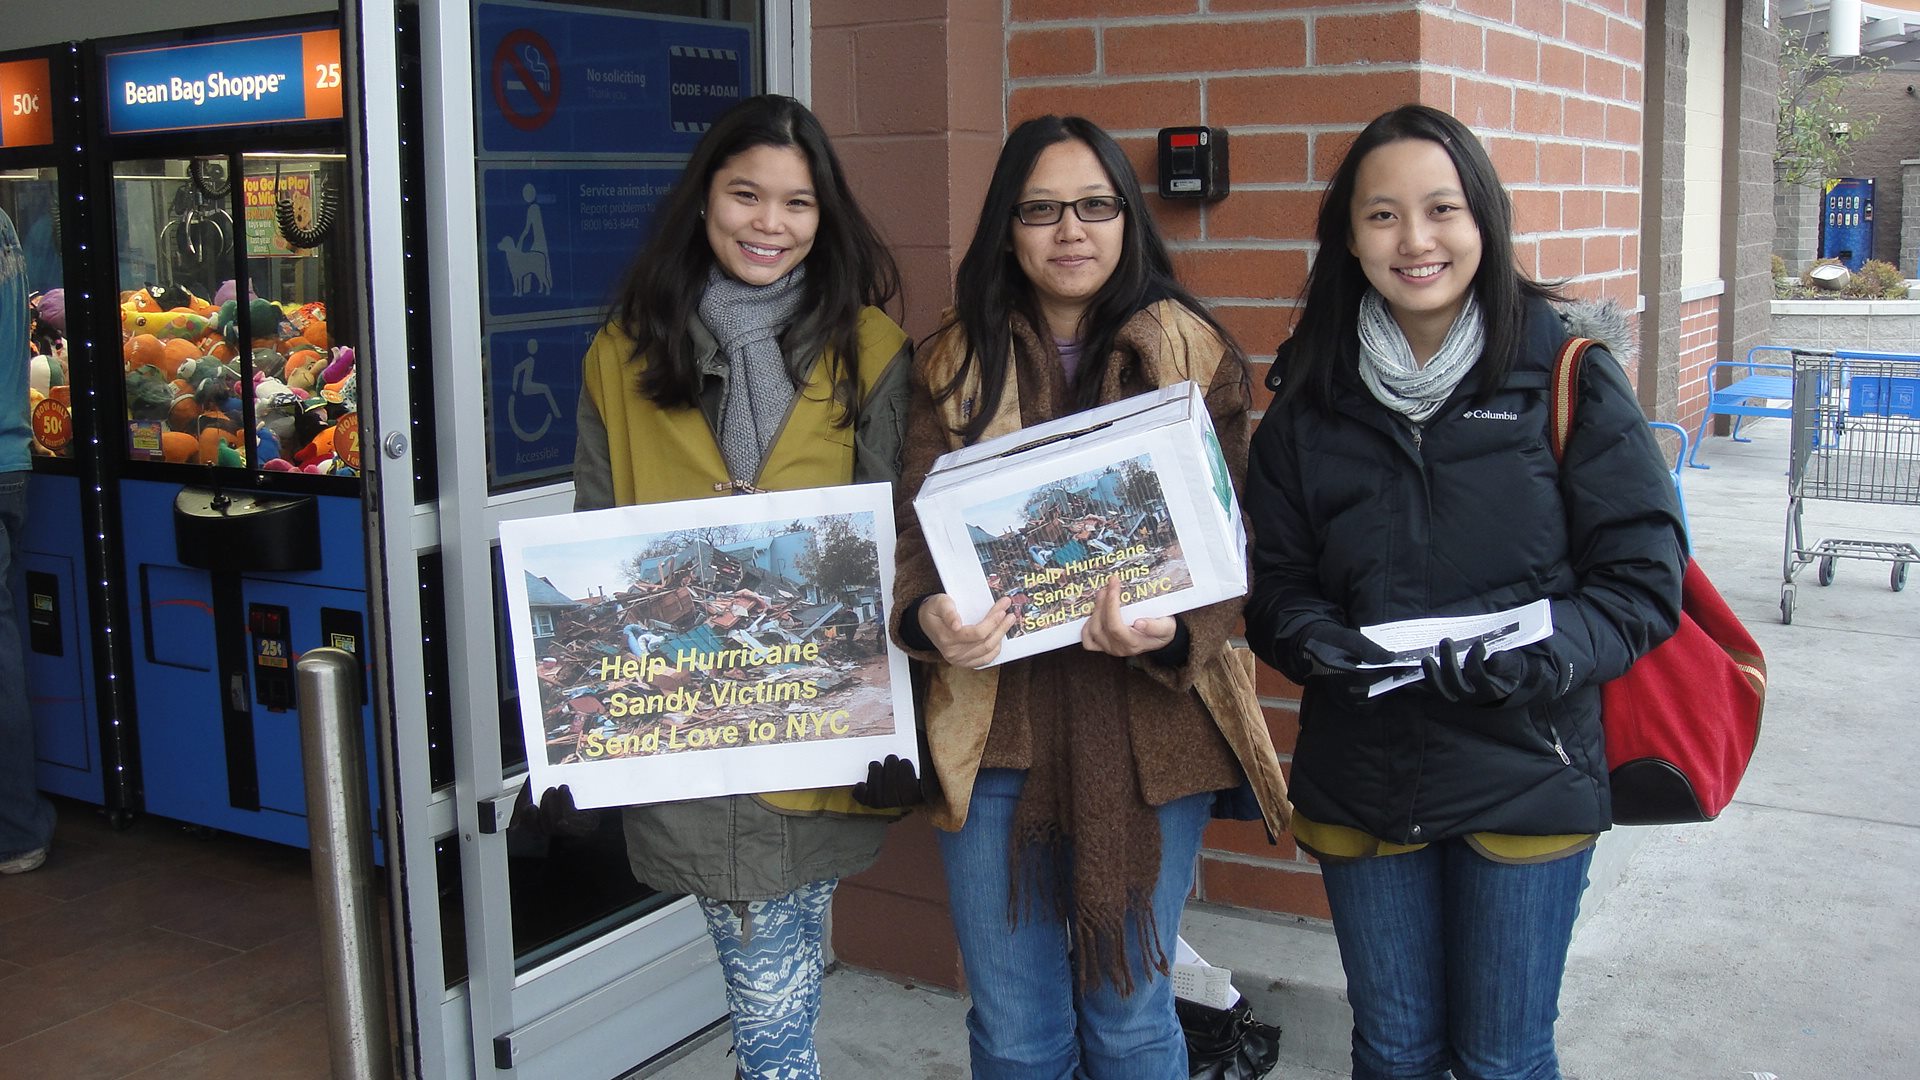 50¢
Bean Bag Shoppe™
25
You Gotta Play
To Win
NOW ONLY
50¢
25¢
No soliciting
Thank you
CODE ★ ADAM
Service animals wel
Report problems to
(800) 963-8442
To
Accessible
Help Hurricane
Sandy Victims
Send Love to NYC
Help Hurricane
Sandy Victims
Send Love to NYC
Columbia